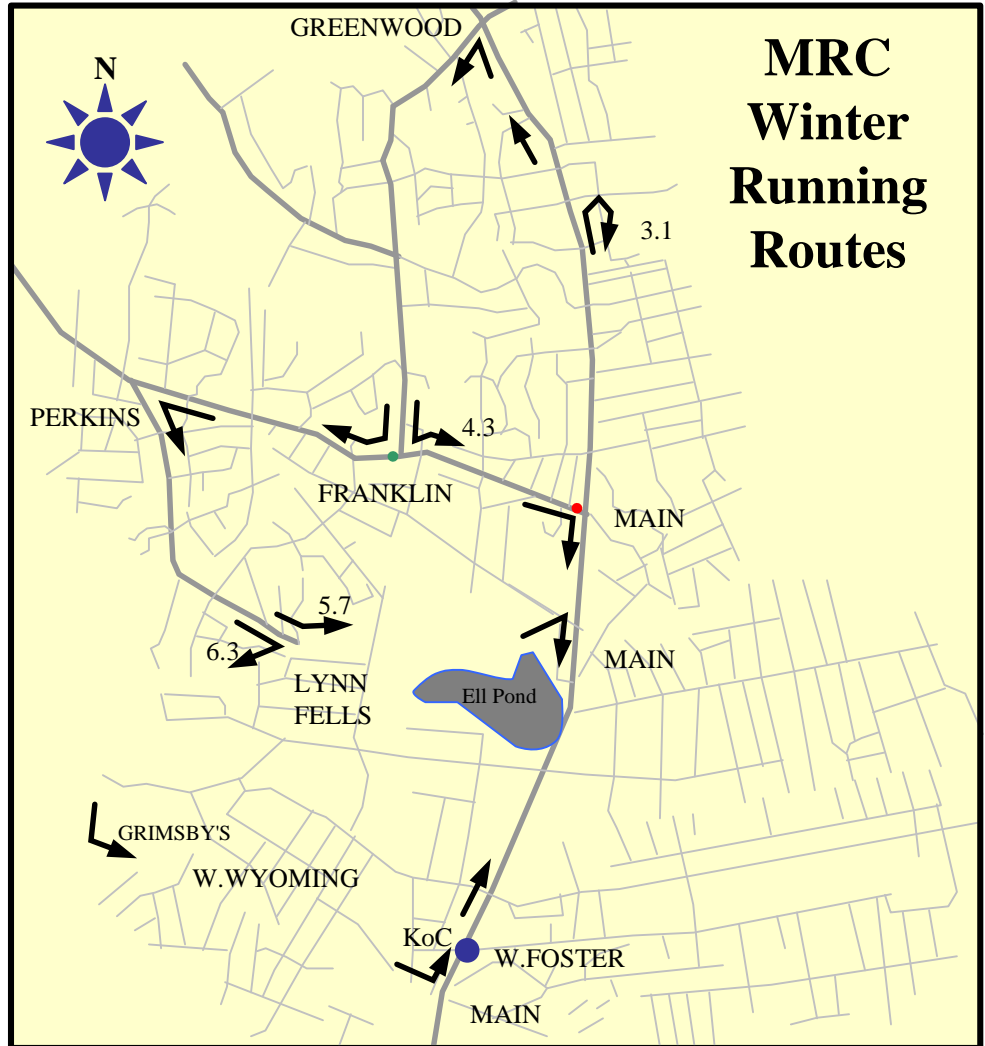 GREENWOOD
MRC
Winter
Running
Routes
N
3.1
PERKINS
4.3
FRANKLIN
MAIN
5.7
6.3
MAIN
LYNN
FELLS
Ell Pond
GRIMSBY'S
W.WYOMING
KoC
W.FOSTER
MAIN